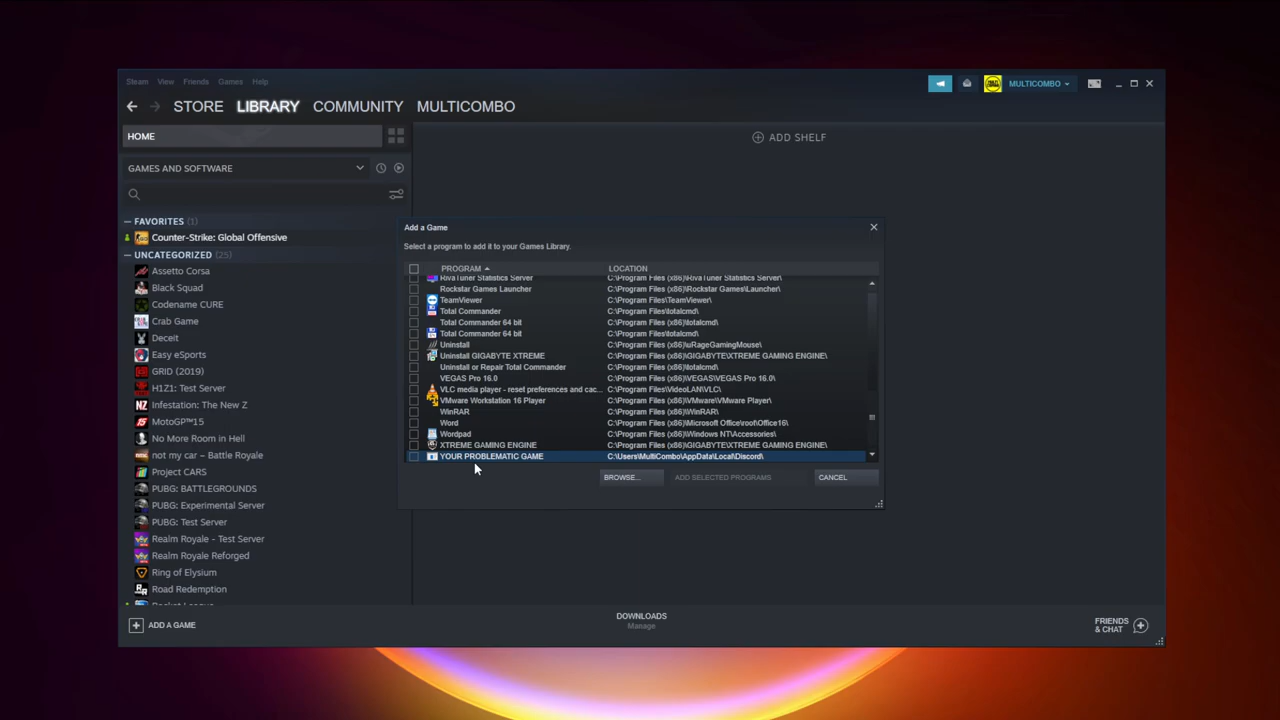 Steam View Friends Games Help
MULTICOMBO
STORE LIBRARY COMMUNITY MULTICOMBO
HOME
ADD SHELF
GAMES AND SOFTWARE
FAVORITES (1)
Counter-Strike: Global Offensive
UNCATEGORIZED (25)
Assetto Corsa
Black Squad
Codename CURE
Crab Game
Deceit
Easy eSports
GRID (2019)
H1Z1: Test Server
Infestation: The New Z
MotoGP™15
No More Room in Hell
not my car – Battle Royale
Project CARS
PUBG: BATTLEGROUNDS
PUBG: Experimental Server
PUBG: Test Server
Realm Royale - Test Server
Realm Royale Reforged
Ring of Elysium
Road Redemption
Rocket League
Add a Game
Select a program to add it to your Games Library.
PROGRAM LOCATION
RivaTuner Statistics Server C:\Program Files (x86)\RivaTuner Statistics Server\
Rockstar Games Launcher C:\Program Files (x86)\Rockstar Games\Launcher\
TeamViewer C:\Program Files\TeamViewer\
Total Commander C:\Program Files\totalcmd\
Total Commander 64 bit C:\Program Files (x86)\totalcmd\
Total Commander 64 bit C:\Program Files\totalcmd\
Uninstall C:\Program Files (x86)\uRageGamingMouse\
Uninstall GIGABYTE XTREME C:\Program Files (x86)\GIGABYTE\XTREME GAMING ENGINE\
Uninstall or Repair Total Commander C:\Program Files\totalcmd\
VEGAS Pro 16.0 C:\Program Files (x86)\VEGAS\VEGAS Pro 16.0\
VLC media player - reset preferences and cac... C:\Program Files (x86)\VideoLAN\VLC\
VMware Workstation 16 Player C:\Program Files (x86)\VMware\VMware Player\
WinRAR C:\Program Files (x86)\WinRAR\
Word C:\Program Files (x86)\Microsoft Office\root\Office16\
Wordpad C:\Program Files (x86)\Windows NT\Accessories\
XTREME GAMING ENGINE C:\Program Files (x86)\GIGABYTE\XTREME GAMING ENGINE\
YOUR PROBLEMATIC GAME C:\Users\MultiCombo\AppData\Local\Discord\
BROWSE... ADD SELECTED PROGRAMS CANCEL
ADD A GAME
DOWNLOADS
Manage
FRIENDS
& CHAT